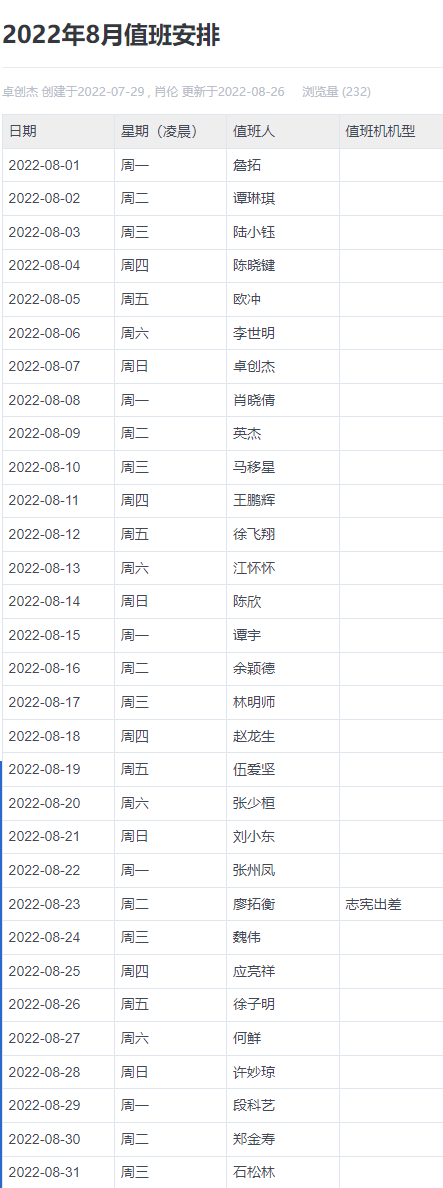 2022年8月值班安排
卓创杰 创建于2022-07-29 , 肖伦 更新于2022-08-26 浏览量 (232)
日期 星期（凌晨） 值班人 值班机机型
2022-08-01 周一 詹拓
2022-08-02 周二 谭琳琪
2022-08-03 周三 陆小钰
2022-08-04 周四 陈晓键
2022-08-05 周五 欧冲
2022-08-06 周六 李世明
2022-08-07 周日 卓创杰
2022-08-08 周一 肖晓倩
2022-08-09 周二 英杰
2022-08-10 周三 马移星
2022-08-11 周四 王鹏辉
2022-08-12 周五 徐飞翔
2022-08-13 周六 江怀怀
2022-08-14 周日 陈欣
2022-08-15 周一 谭宇
2022-08-16 周二 余颖德
2022-08-17 周三 林明师
2022-08-18 周四 赵龙生
2022-08-19 周五 伍爱坚
2022-08-20 周六 张少桓
2022-08-21 周日 刘小东
2022-08-22 周一 张州凤
2022-08-23 周二 廖拓衡 志宪出差
2022-08-24 周三 魏伟
2022-08-25 周四 应亮祥
2022-08-26 周五 徐子明
2022-08-27 周六 何鲜
2022-08-28 周日 许妙琼
2022-08-29 周一 段科艺
2022-08-30 周二 郑金寿
2022-08-31 周三 石松林